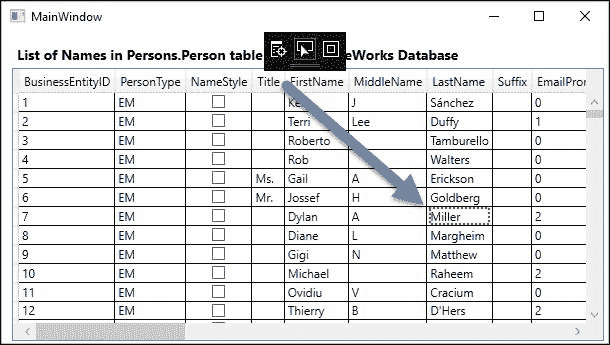 MainWindow
List of Names in Persons.Person table eWorks Database
BusinessEntityID PersonType NameStyle Title FirstName MiddleName LastName Suffix EmailPror
1 EM J Sánchez 0
2 EM Terri Lee Duffy 1
3 EM Roberto Tamburello 0
4 EM Rob Walters 0
5 EM Ms. Gail A Erickson 0
6 EM Mr. Jossef H Goldberg 0
7 EM Dylan A Miller 2
8 EM Diane L Margheim 0
9 EM Gigi N Matthew 0
10 EM Michael Raheem 2
11 EM Ovidiu V Cracium 0
12 EM Thierry B D'Hers 2